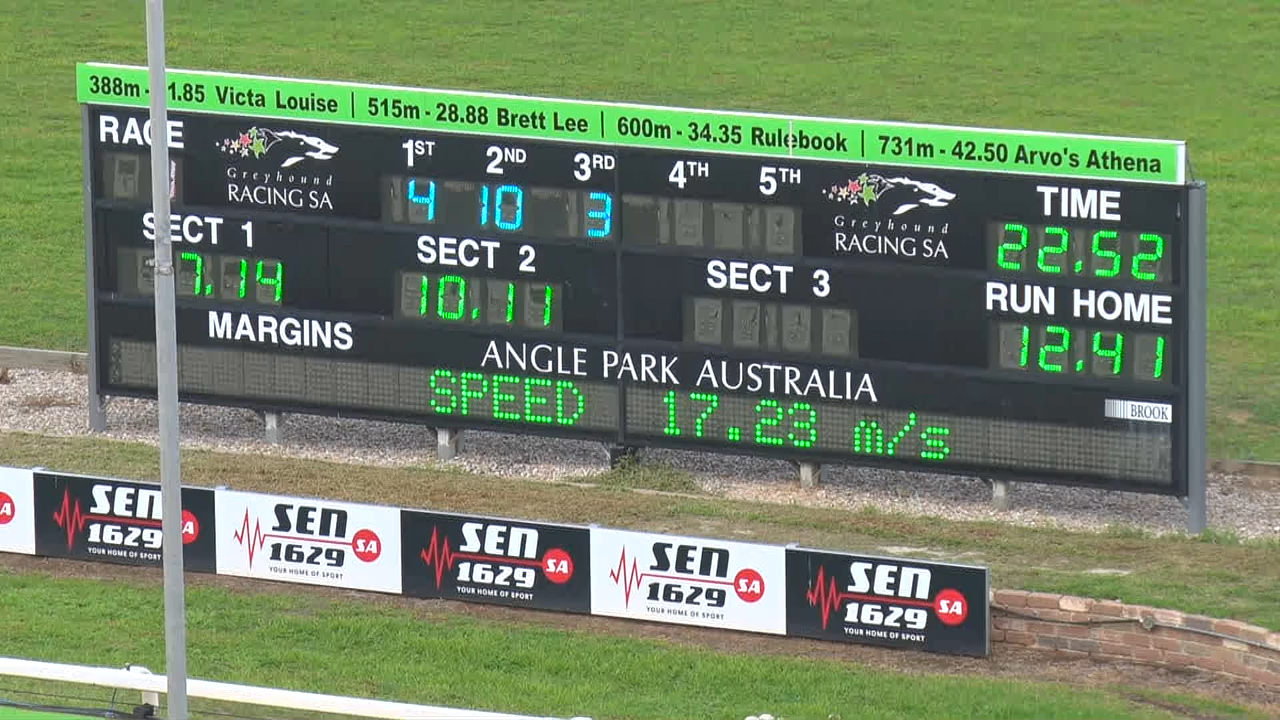 388m - 1.85 Victa Louise | 515m - 28.88 Brett Lee | 600m - 34.35 Rulebook | 731m - 42.50 Arvo's Athena
RACE
Greyhound
RACING SA
1ST 2ND 3RD 4TH 5TH
4 10 3
Greyhound
RACING SA
TIME
22.52
SECT 1
7.14
SECT 2
10.11
SECT 3
RUN HOME
12.41
MARGINS
ANGLE PARK AUSTRALIA
SPEED 17.23 m/s
BROOK
SA
SEN
1629 SA
YOUR HOME OF SPORT
SEN
1629 SA
YOUR HOME OF SPORT
SEN
1629 SA
YOUR HOME OF SPORT
SEN
1629 SA
YOUR HOME OF SPORT
SEN
1629 SA
YOUR HOME OF SPORT